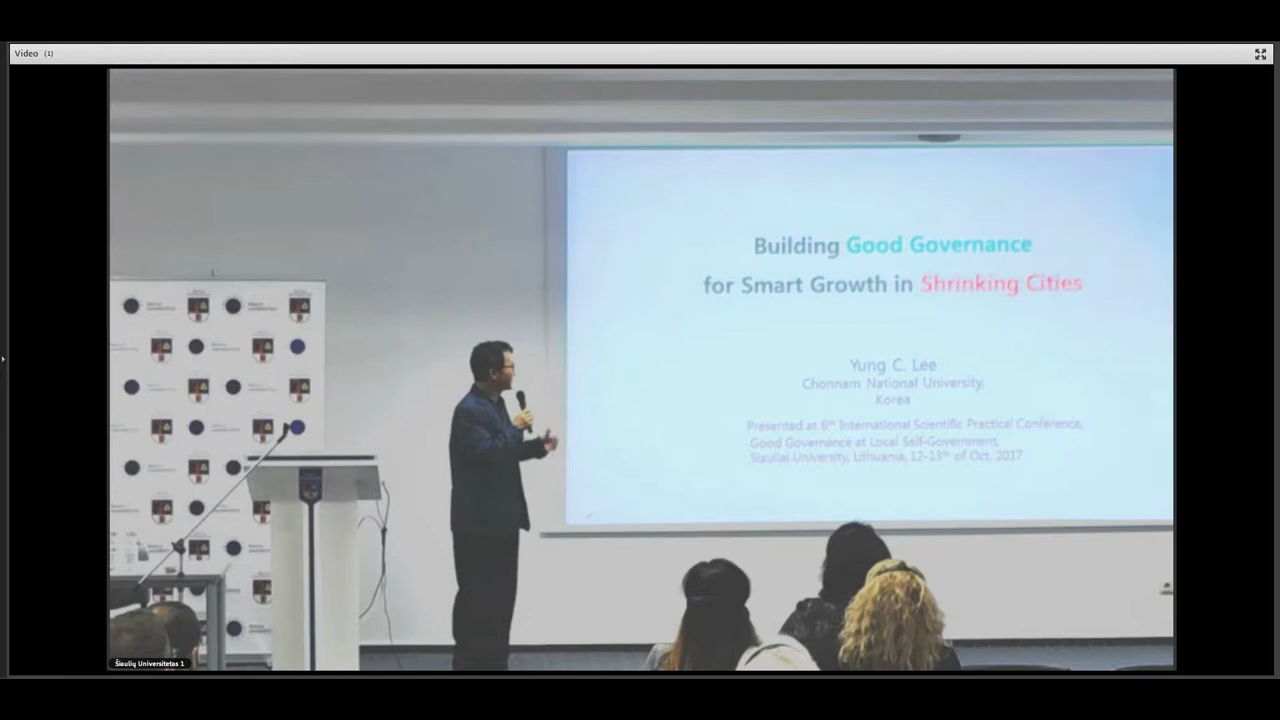 Video (1)
Building Good Governance
for Smart Growth in Shrinking Cities
Yung C. Lee
Chonnam National University,
Korea
Presented at 6th International Scientific Practical Conference,
Good Governance at Local Self-Government,
Siauliai University, Lithuania, 12-13th of Oct. 2017
Šiaulių Universitetas 1